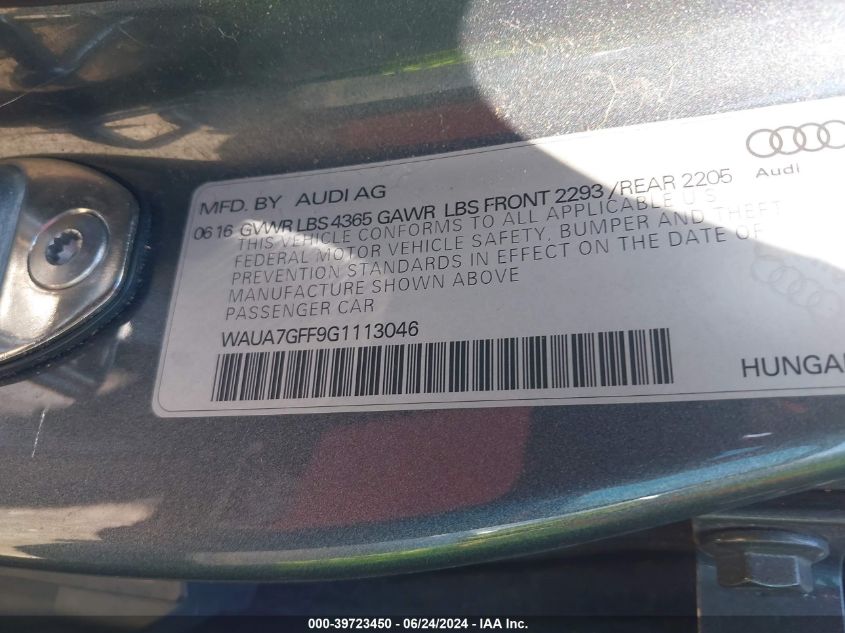 MFD. BY AUDI AG
Audi
06 16 GVWR LBS 4365 GAWR LBS FRONT 2293 /REAR 2205
THIS VEHICLE CONFORMS TO ALL APPLICABLE U.S.
FEDERAL MOTOR VEHICLE SAFETY, BUMPER AND THEFT
PREVENTION STANDARDS IN EFFECT ON THE DATE OF
MANUFACTURE SHOWN ABOVE
PASSENGER CAR
WAUA7GFF9G1113046
HUNGA
000-39723450 - 06/24/2024 - IAA Inc.